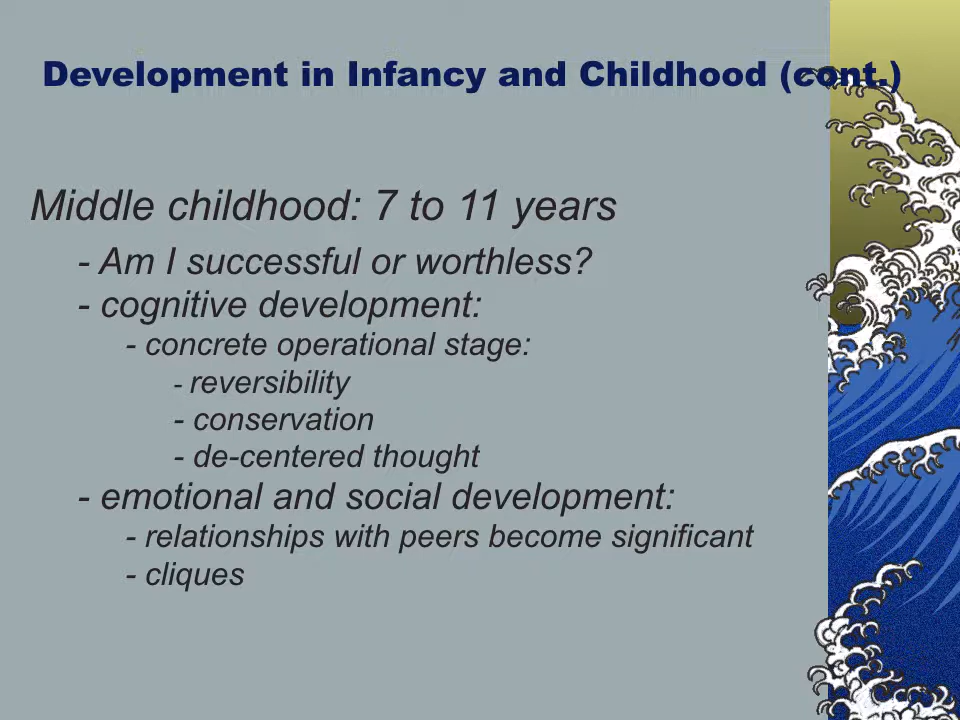 Development in Infancy and Childhood (cont.)
Middle childhood: 7 to 11 years
- Am I successful or worthless?
- cognitive development:
- concrete operational stage:
- reversibility
- conservation
- de-centered thought
- emotional and social development:
- relationships with peers become significant
- cliques